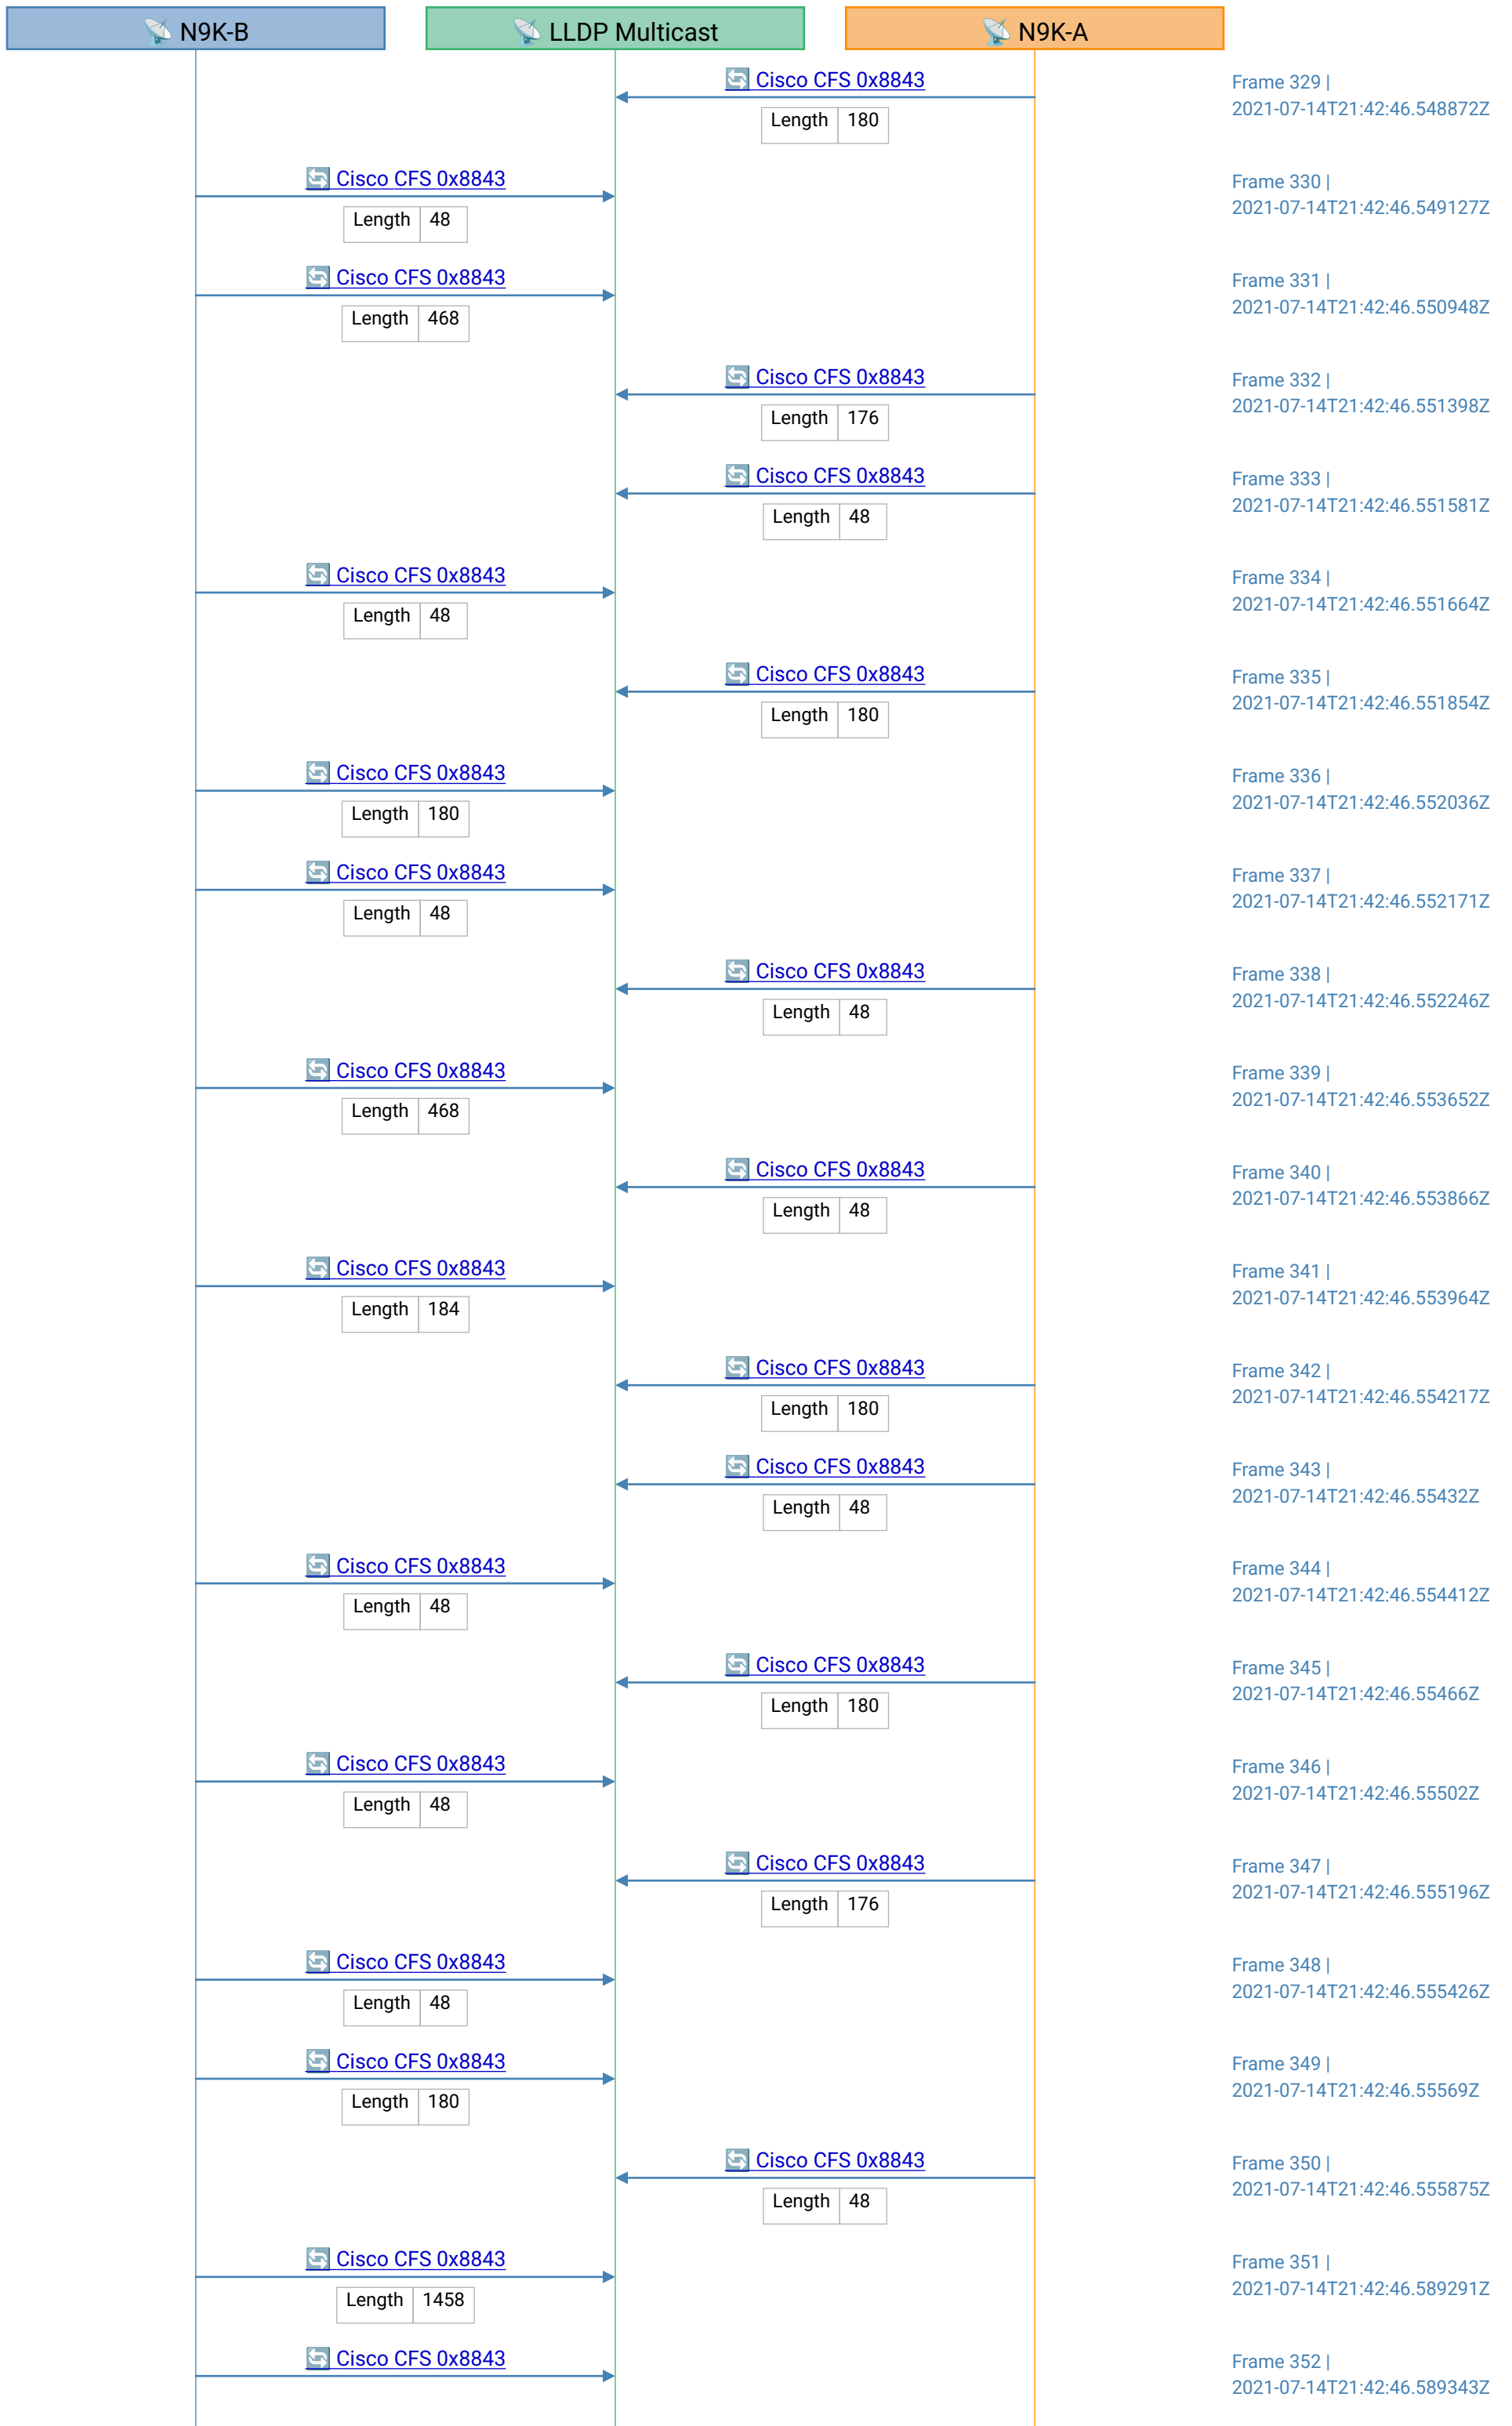 N9K-B
LLDP Multicast
N9K-A
Cisco CFS 0x8843
Frame 329 |
2021-07-14T21:42:46.548872Z
Length 180
Cisco CFS 0x8843
Frame 330 |
2021-07-14T21:42:46.549127Z
Length 48
Cisco CFS 0x8843
Frame 331 |
2021-07-14T21:42:46.550948Z
Length 468
Cisco CFS 0x8843
Frame 332 |
2021-07-14T21:42:46.551398Z
Length 176
Cisco CFS 0x8843
Frame 333 |
2021-07-14T21:42:46.551581Z
Length 48
Cisco CFS 0x8843
Frame 334 |
2021-07-14T21:42:46.551664Z
Length 48
Cisco CFS 0x8843
Frame 335 |
2021-07-14T21:42:46.551854Z
Length 180
Cisco CFS 0x8843
Frame 336 |
2021-07-14T21:42:46.552036Z
Length 180
Cisco CFS 0x8843
Frame 337 |
2021-07-14T21:42:46.552171Z
Length 48
Cisco CFS 0x8843
Frame 338 |
2021-07-14T21:42:46.552246Z
Length 48
Cisco CFS 0x8843
Frame 339 |
2021-07-14T21:42:46.553652Z
Length 468
Cisco CFS 0x8843
Frame 340 |
2021-07-14T21:42:46.553866Z
Length 48
Cisco CFS 0x8843
Frame 341 |
2021-07-14T21:42:46.553964Z
Length 184
Cisco CFS 0x8843
Frame 342 |
2021-07-14T21:42:46.554217Z
Length 180
Cisco CFS 0x8843
Frame 343 |
2021-07-14T21:42:46.55432Z
Length 48
Cisco CFS 0x8843
Frame 344 |
2021-07-14T21:42:46.554412Z
Length 48
Cisco CFS 0x8843
Frame 345 |
2021-07-14T21:42:46.55466Z
Length 180
Cisco CFS 0x8843
Frame 346 |
2021-07-14T21:42:46.55502Z
Length 48
Cisco CFS 0x8843
Frame 347 |
2021-07-14T21:42:46.555196Z
Length 176
Cisco CFS 0x8843
Frame 348 |
2021-07-14T21:42:46.555426Z
Length 48
Cisco CFS 0x8843
Frame 349 |
2021-07-14T21:42:46.55569Z
Length 180
Cisco CFS 0x8843
Frame 350 |
2021-07-14T21:42:46.555875Z
Length 48
Cisco CFS 0x8843
Frame 351 |
2021-07-14T21:42:46.589291Z
Length 1458
Cisco CFS 0x8843
Frame 352 |
2021-07-14T21:42:46.589343Z